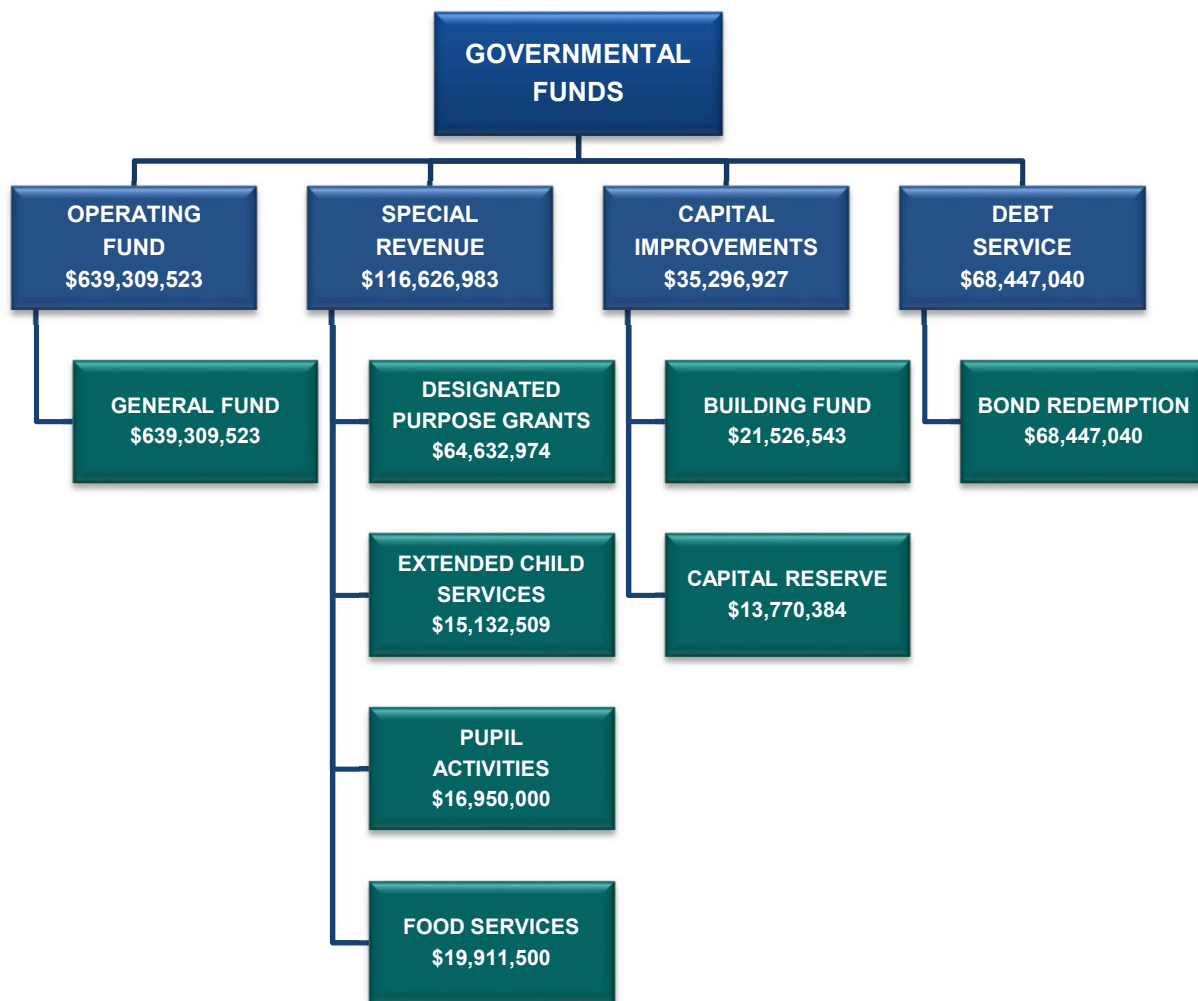 GOVERNMENTAL
FUNDS
OPERATING
FUND
$639,309,523
SPECIAL
REVENUE
$116,626,983
CAPITAL
IMPROVEMENTS
$35,296,927
DEBT
SERVICE
$68,447,040
GENERAL FUND
$639,309,523
DESIGNATED
PURPOSE GRANTS
$64,632,974
BUILDING FUND
$21,526,543
BOND REDEMPTION
$68,447,040
EXTENDED CHILD
SERVICES
$15,132,509
CAPITAL RESERVE
$13,770,384
PUPIL
ACTIVITIES
$16,950,000
FOOD SERVICES
$19,911,500